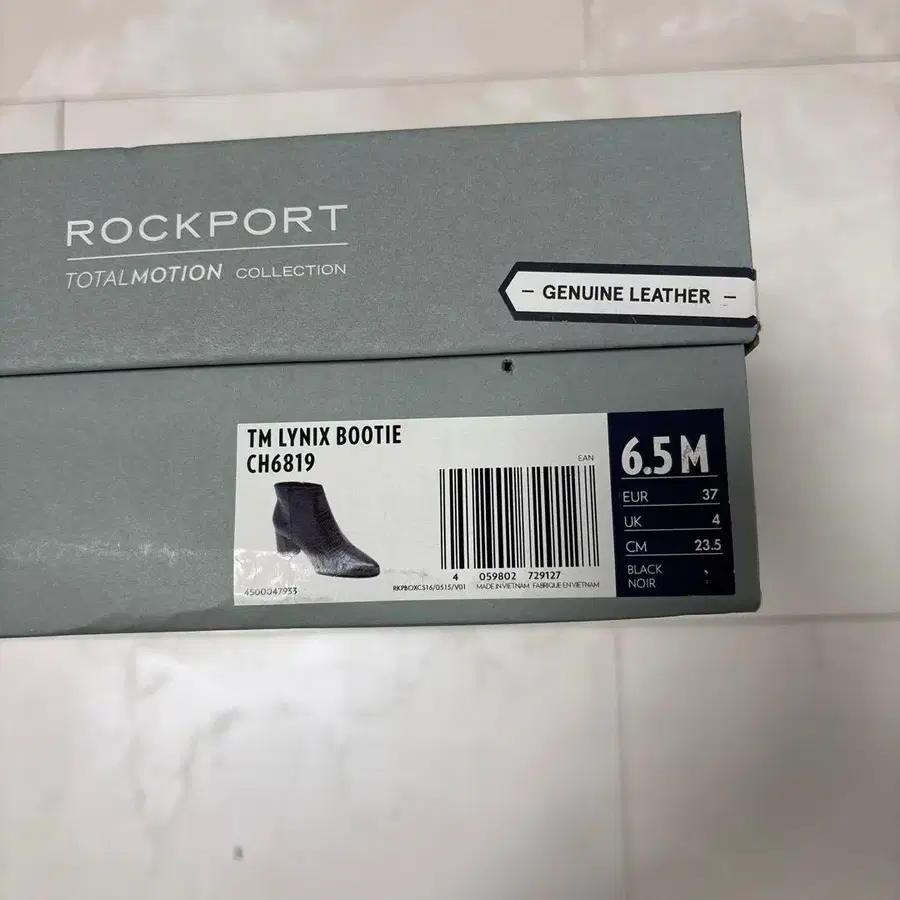 ROCKPORT
TOTALMOTION COLLECTION
– GENUINE LEATHER –
TM LYNIX BOOTIE
CH6819
EAN
4 059802 729127
4500047933
RKPBOXCS16/0515/V01 MADE IN VIETNAM FABRIQUE EN VIETNAM
6.5 M
EUR 37
UK 4
CM 23.5
BLACK
NOIR